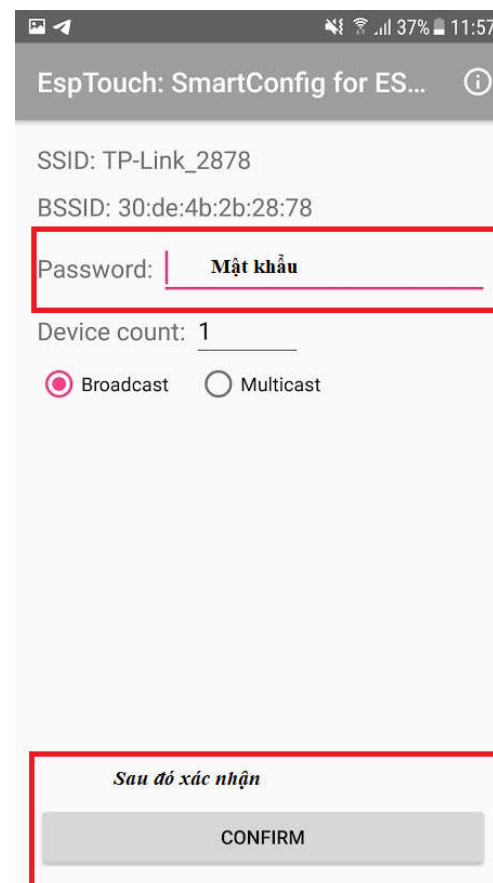 37% 11:57
EspTouch: SmartConfig for ES...
SSID: TP-Link_2878
BSSID: 30:de:4b:2b:28:78
Password: Mật khẩu
Device count: 1
Broadcast Multicast
Sau đó xác nhận
CONFIRM